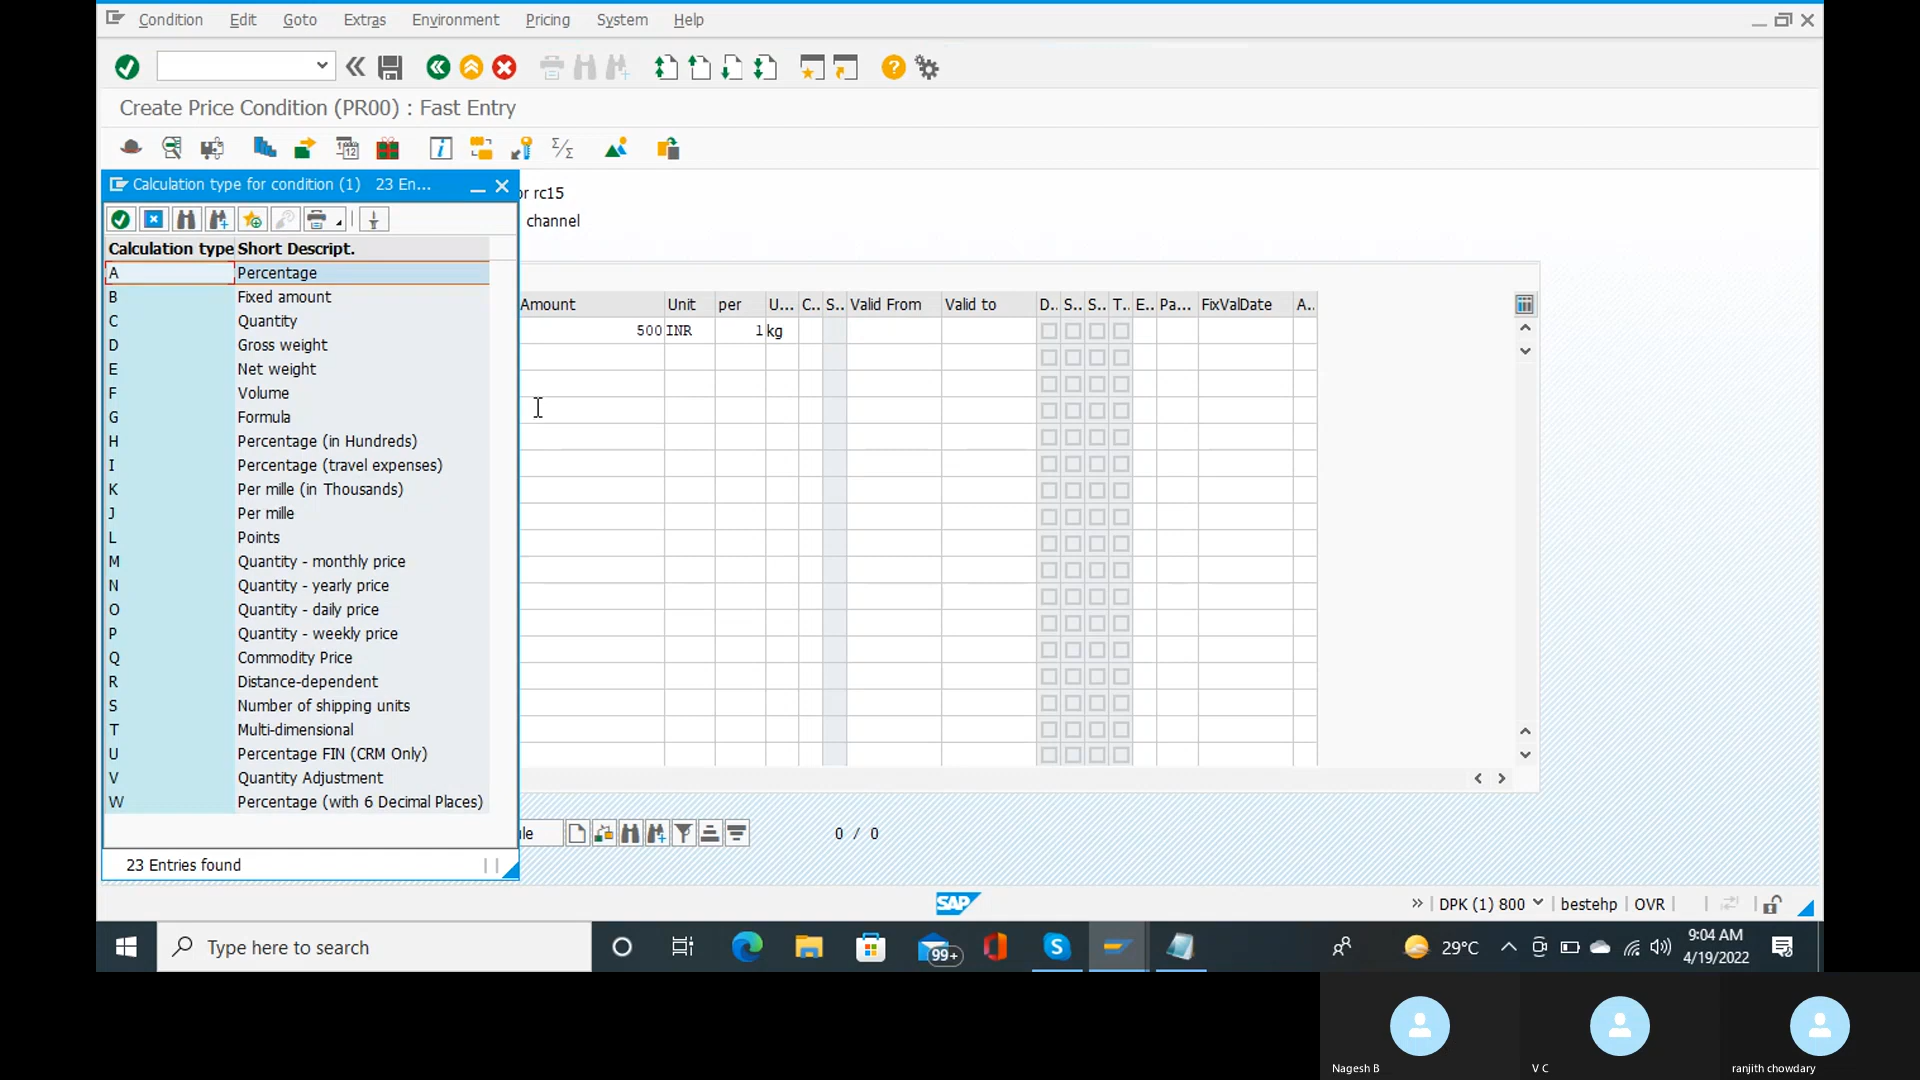 Condition Edit Goto Extras Environment Pricing System Help
Create Price Condition (PR00) : Fast Entry
Calculation type for condition (1) 23 En...
or rc15
channel
Calculation type Short Descript.
A Percentage
B Fixed amount
C Quantity
D Gross weight
E Net weight
F Volume
G Formula
H Percentage (in Hundreds)
I Percentage (travel expenses)
K Per mille (in Thousands)
J Per mille
L Points
M Quantity - monthly price
N Quantity - yearly price
O Quantity - daily price
P Quantity - weekly price
Q Commodity Price
R Distance-dependent
S Number of shipping units
T Multi-dimensional
U Percentage FIN (CRM Only)
V Quantity Adjustment
W Percentage (with 6 Decimal Places)
23 Entries found
Amount Unit per U... C.. S.. Valid From Valid to D.. S.. S.. T.. E.. Pa... FixValDate A..
500 INR 1 kg
le
0 / 0
SAP
DPK (1) 800 bestehp OVR
Type here to search
99+
29°C
9:04 AM
4/19/2022
Nagesh B
V C
ranjith chowdary